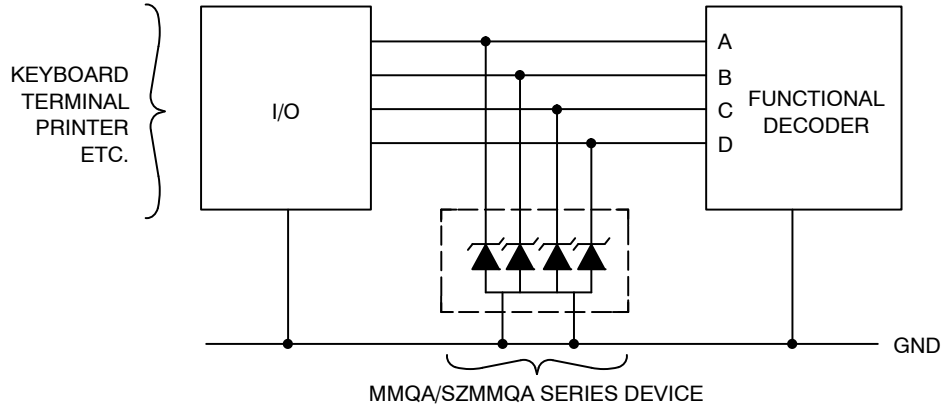 KEYBOARD
TERMINAL
PRINTER
ETC.
I/O
A
B
C
D
FUNCTIONAL
DECODER
GND
MMQA/SZMMQA SERIES DEVICE